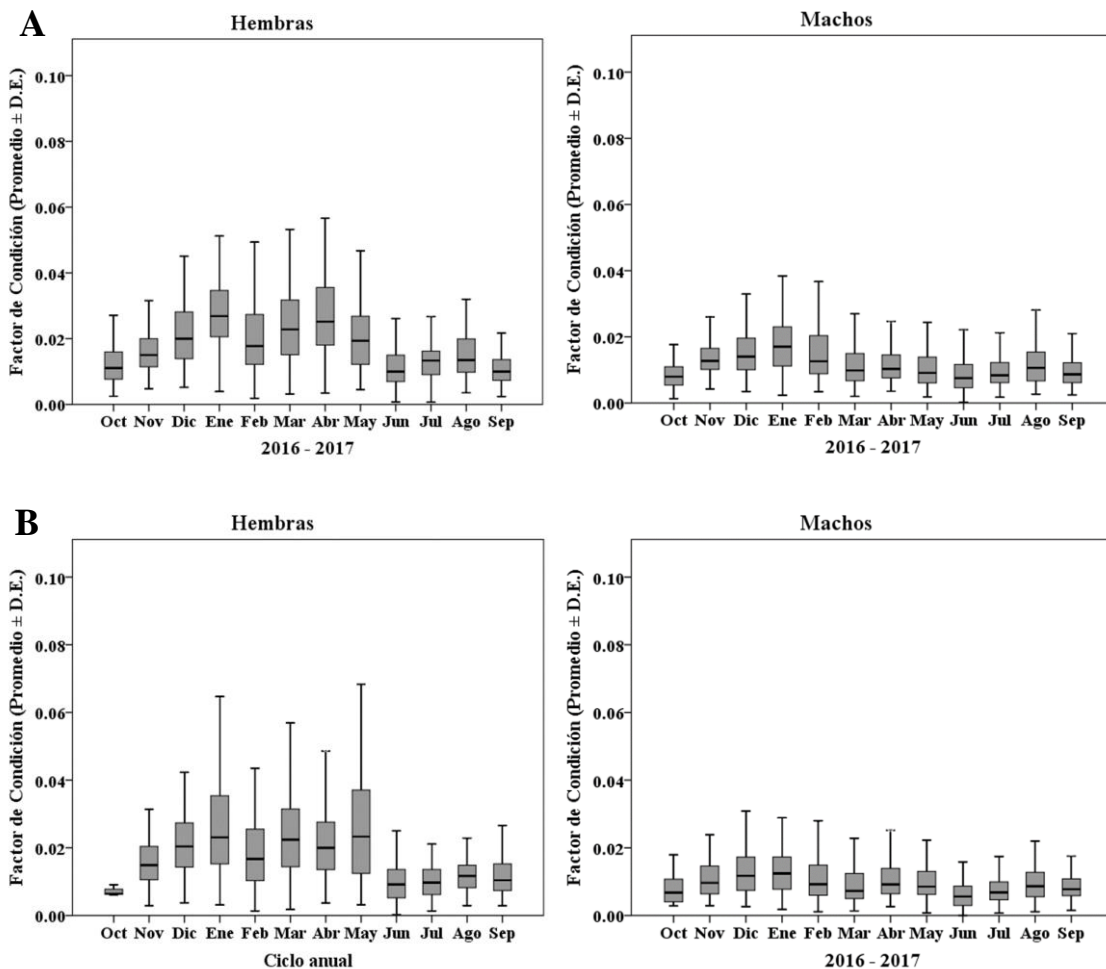 A
Hembras
Factor de Condición (Promedio ± D.E.)
0.10
0.08
0.06
0.04
0.02
0.00
Oct Nov Dic Ene Feb Mar Abr May Jun Jul Ago Sep
2016 - 2017
Machos
Factor de Condición (Promedio ± D.E.)
0.10
0.08
0.06
0.04
0.02
0.00
Oct Nov Dic Ene Feb Mar Abr May Jun Jul Ago Sep
2016 - 2017
B
Hembras
Factor de Condición (Promedio ± D.E.)
0.10
0.08
0.06
0.04
0.02
0.00
Oct Nov Dic Ene Feb Mar Abr May Jun Jul Ago Sep
Ciclo anual
Machos
Factor de Condición (Promedio ± D.E.)
0.10
0.08
0.06
0.04
0.02
0.00
Oct Nov Dic Ene Feb Mar Abr May Jun Jul Ago Sep
2016 - 2017